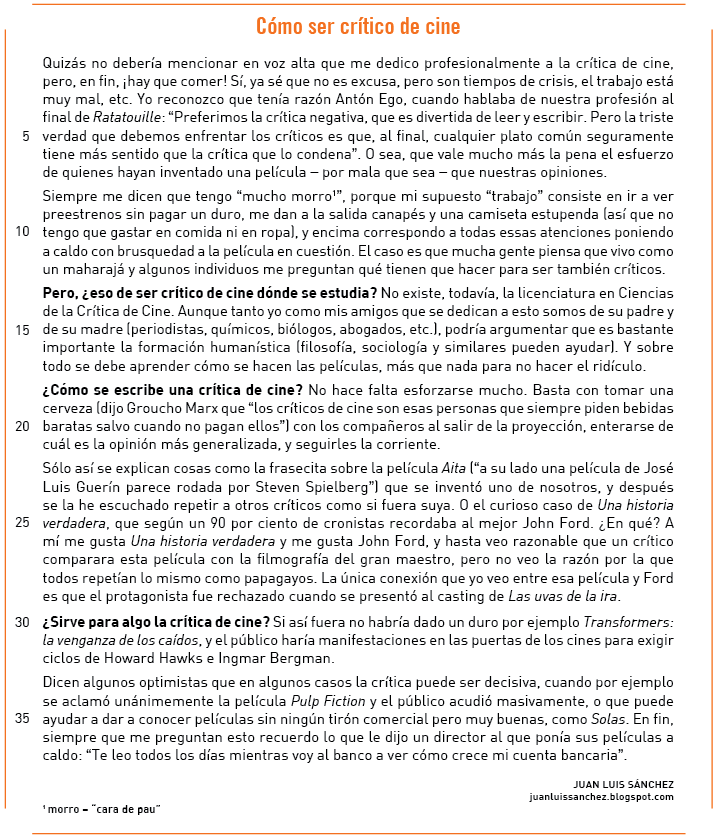 Cómo ser crítico de cine
Quizás no debería mencionar en voz alta que me dedico profesionalmente a la crítica de cine,
pero, en fin, ¡hay que comer! Sí, ya sé que no es excusa, pero son tiempos de crisis, el trabajo está
muy mal, etc. Yo reconozco que tenía razón Antón Ego, cuando hablaba de nuestra profesión al
final de Ratatouille: “Preferimos la crítica negativa, que es divertida de leer y escribir. Pero la triste
5 verdad que debemos enfrentar los críticos es que, al final, cualquier plato común seguramente
tiene más sentido que la crítica que lo condena”. O sea, que vale mucho más la pena el esfuerzo
de quienes hayan inventado una película – por mala que sea – que nuestras opiniones.
Siempre me dicen que tengo “mucho morro¹”, porque mi supuesto “trabajo” consiste en ir a ver
preestrenos sin pagar un duro, me dan a la salida canapés y una camiseta estupenda (así que no
10 tengo que gastar en comida ni en ropa), y encima correspondo a todas essas atenciones poniendo
a caldo con brusquedad a la película en cuestión. El caso es que mucha gente piensa que vivo como
un maharajá y algunos individuos me preguntan qué tienen que hacer para ser también críticos.
Pero, ¿eso de ser crítico de cine dónde se estudia? No existe, todavía, la licenciatura en Ciencias
de la Crítica de Cine. Aunque tanto yo como mis amigos que se dedican a esto somos de su padre y
15 de su madre (periodistas, químicos, biólogos, abogados, etc.), podría argumentar que es bastante
importante la formación humanística (filosofía, sociología y similares pueden ayudar). Y sobre
todo se debe aprender cómo se hacen las películas, más que nada para no hacer el ridículo.
¿Cómo se escribe una crítica de cine? No hace falta esforzarse mucho. Basta con tomar una
cerveza (dijo Groucho Marx que “los críticos de cine son esas personas que siempre piden bebidas
20 baratas salvo cuando no pagan ellos”) con los compañeros al salir de la proyección, enterarse de
cuál es la opinión más generalizada, y seguirles la corriente.
Sólo así se explican cosas como la frasecita sobre la película Aita (“a su lado una película de José
Luis Guerín parece rodada por Steven Spielberg”) que se inventó uno de nosotros, y después
se la he escuchado repetir a otros críticos como si fuera suya. O el curioso caso de Una historia
25 verdadera, que según un 90 por ciento de cronistas recordaba al mejor John Ford. ¿En qué? A
mí me gusta Una historia verdadera y me gusta John Ford, y hasta veo razonable que un crítico
comparara esta película con la filmografía del gran maestro, pero no veo la razón por la que
todos repetían lo mismo como papagayos. La única conexión que yo veo entre esa película y Ford
es que el protagonista fue rechazado cuando se presentó al casting de Las uvas de la ira.
30 ¿Sirve para algo la crítica de cine? Si así fuera no habría dado un duro por ejemplo Transformers:
la venganza de los caídos, y el público haría manifestaciones en las puertas de los cines para exigir
ciclos de Howard Hawks e Ingmar Bergman.
Dicen algunos optimistas que en algunos casos la crítica puede ser decisiva, cuando por ejemplo
se aclamó unánimemente la película Pulp Fiction y el público acudió masivamente, o que puede
35 ayudar a dar a conocer películas sin ningún tirón comercial pero muy buenas, como Solas. En fin,
siempre que me preguntan esto recuerdo lo que le dijo un director al que ponía sus películas a
caldo: “Te leo todos los días mientras voy al banco a ver cómo crece mi cuenta bancaria”.
JUAN LUIS SÁNCHEZ
juanluissanchez.blogspot.com
¹ morro – “cara de pau”